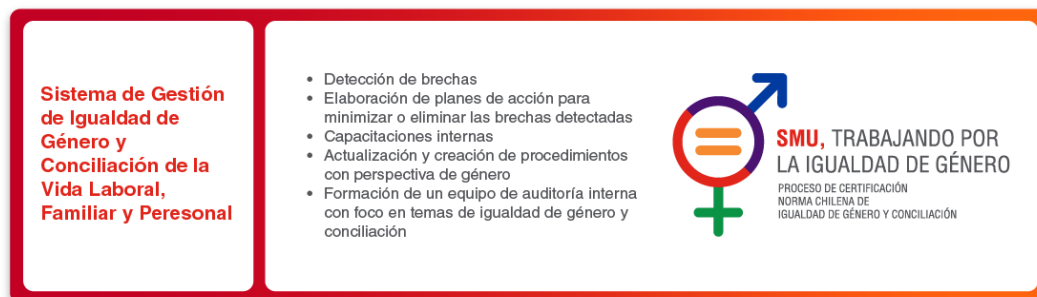 Sistema de Gestión
de Igualdad de
Género y
Conciliación de la
Vida Laboral,
Familiar y Peresonal
• Detección de brechas
• Elaboración de planes de acción para
minimizar o eliminar las brechas detectadas
• Capacitaciones internas
• Actualización y creación de procedimientos
con perspectiva de género
• Formación de un equipo de auditoría interna
con foco en temas de igualdad de género y
conciliación
SMU, TRABAJANDO POR
LA IGUALDAD DE GÉNERO
PROCESO DE CERTIFICACIÓN
NORMA CHILENA DE
IGUALDAD DE GÉNERO Y CONCILIACIÓN